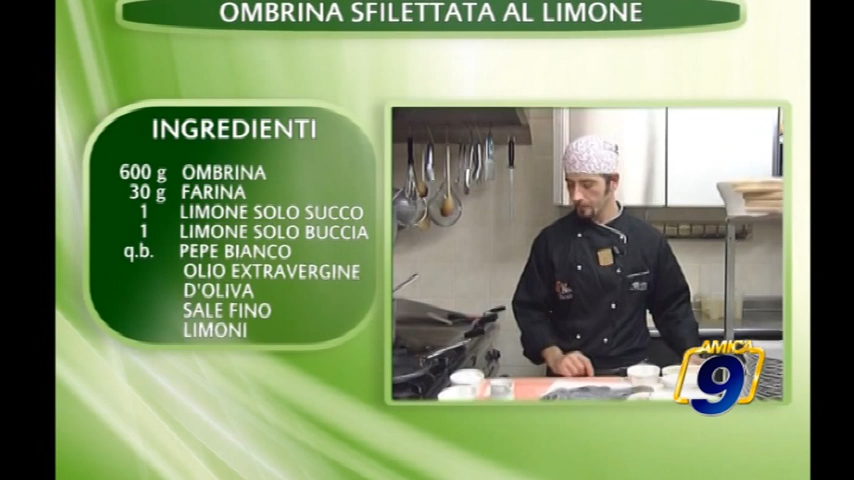 OMBRINA SFILETTATA AL LIMONE
INGREDIENTI
600 g OMBRINA
30 g FARINA
1 LIMONE SOLO SUCCO
1 LIMONE SOLO BUCCIA
q.b. PEPE BIANCO
OLIO EXTRAVERGINE
D'OLIVA
SALE FINO
LIMONI
AMICA
9